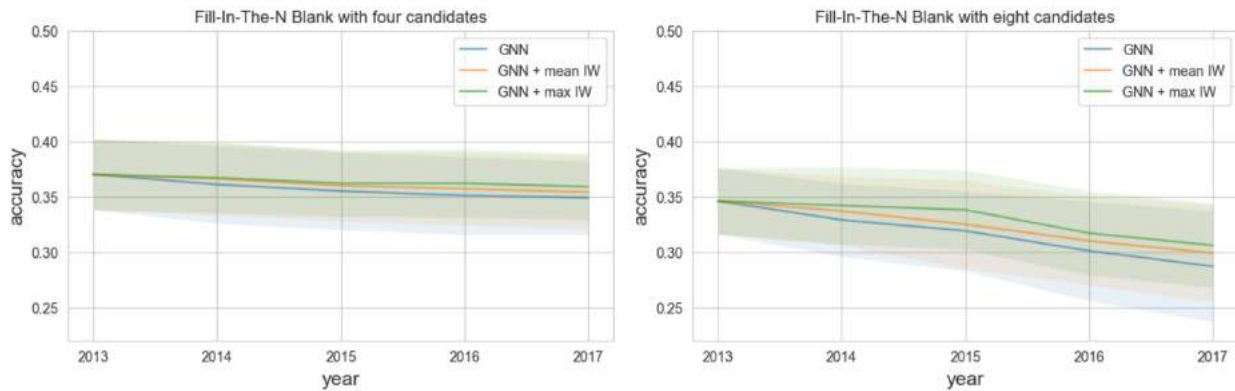 Fill-In-The-N Blank with four candidates
0.50
0.45
0.40
0.35
0.30
0.25
accuracy
2013 2014 2015 2016 2017
year
GNN
GNN + mean IW
GNN + max IW
Fill-In-The-N Blank with eight candidates
0.50
0.45
0.40
0.35
0.30
0.25
accuracy
2013 2014 2015 2016 2017
year
GNN
GNN + mean IW
GNN + max IW